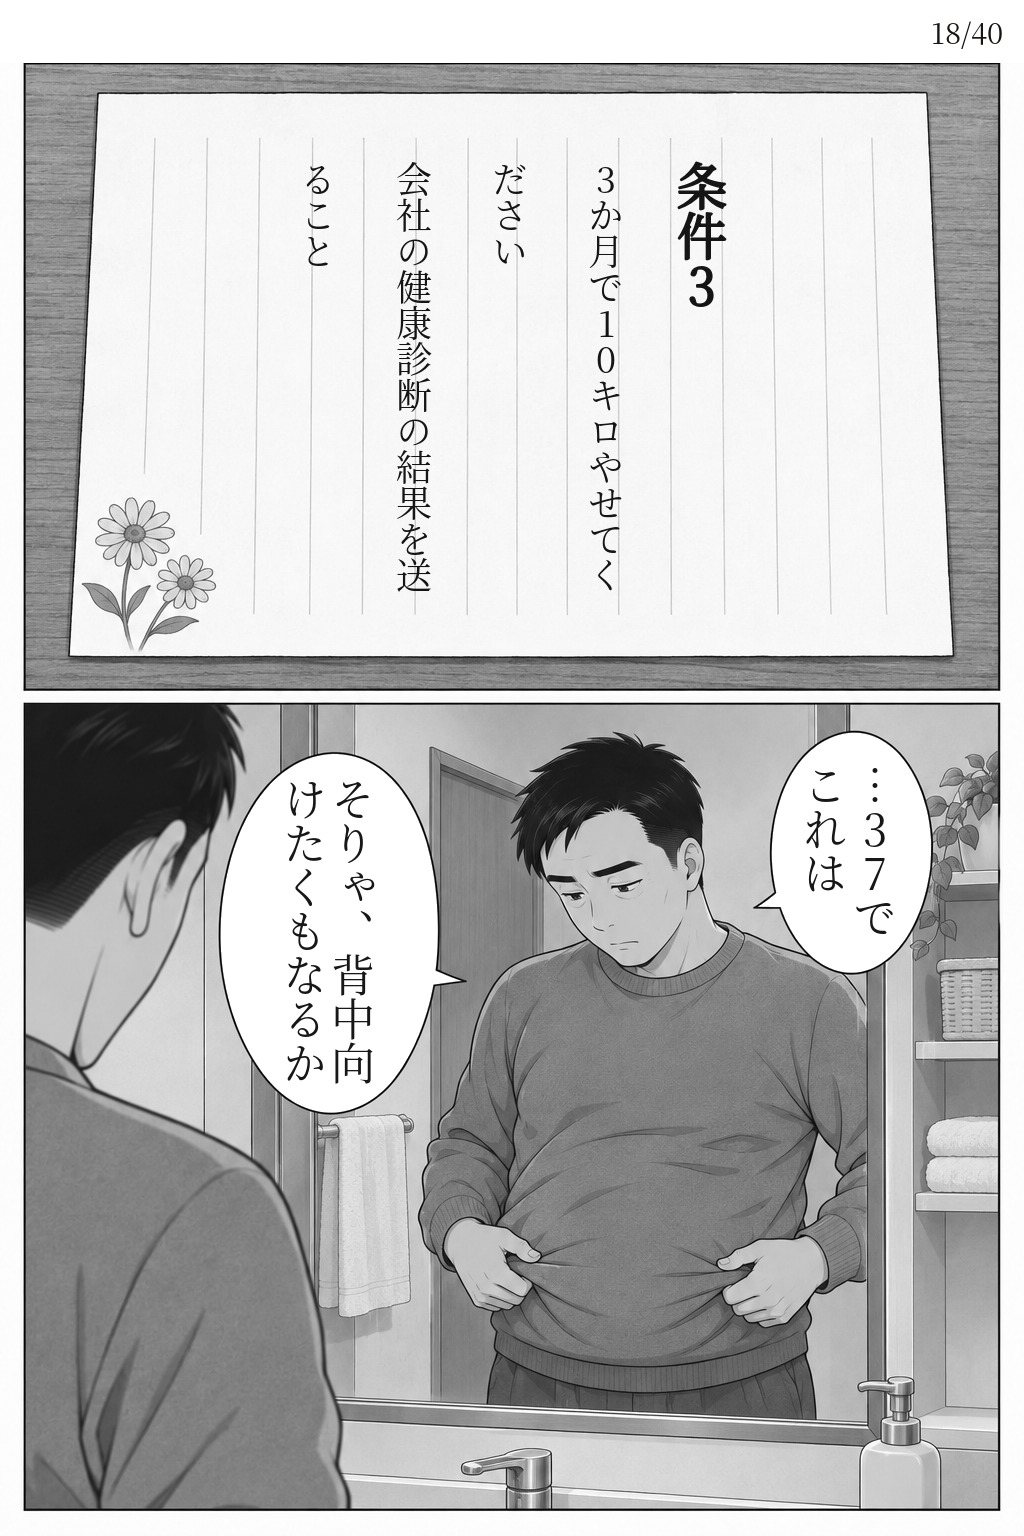 18/40
条件3
3か月で10キロやせてく
ださい
会社の健康診断の結果を送
ること
…37で
これは
そりゃ、背中向
けたくもなるか